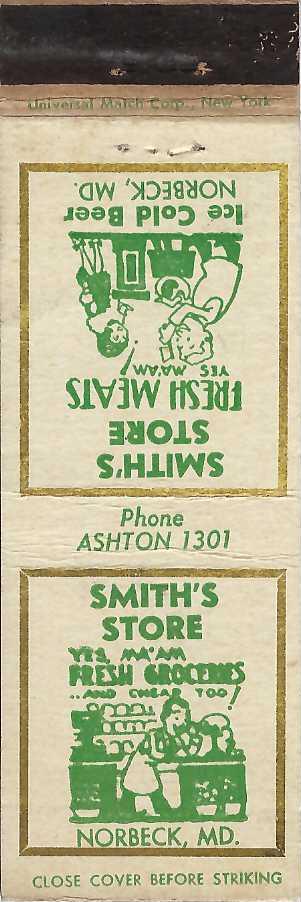 Universal Match Corp., New York
SMITH'S
STORE
FRESH MEATS
YES
MA'AM
Ice Cold Beer
NORBECK, MD.
Phone
ASHTON 1301
SMITH'S
STORE
YES, MA'AM
FRESH GROCERIES
..AND CHEAP TOO!
NORBECK, MD.
CLOSE COVER BEFORE STRIKING